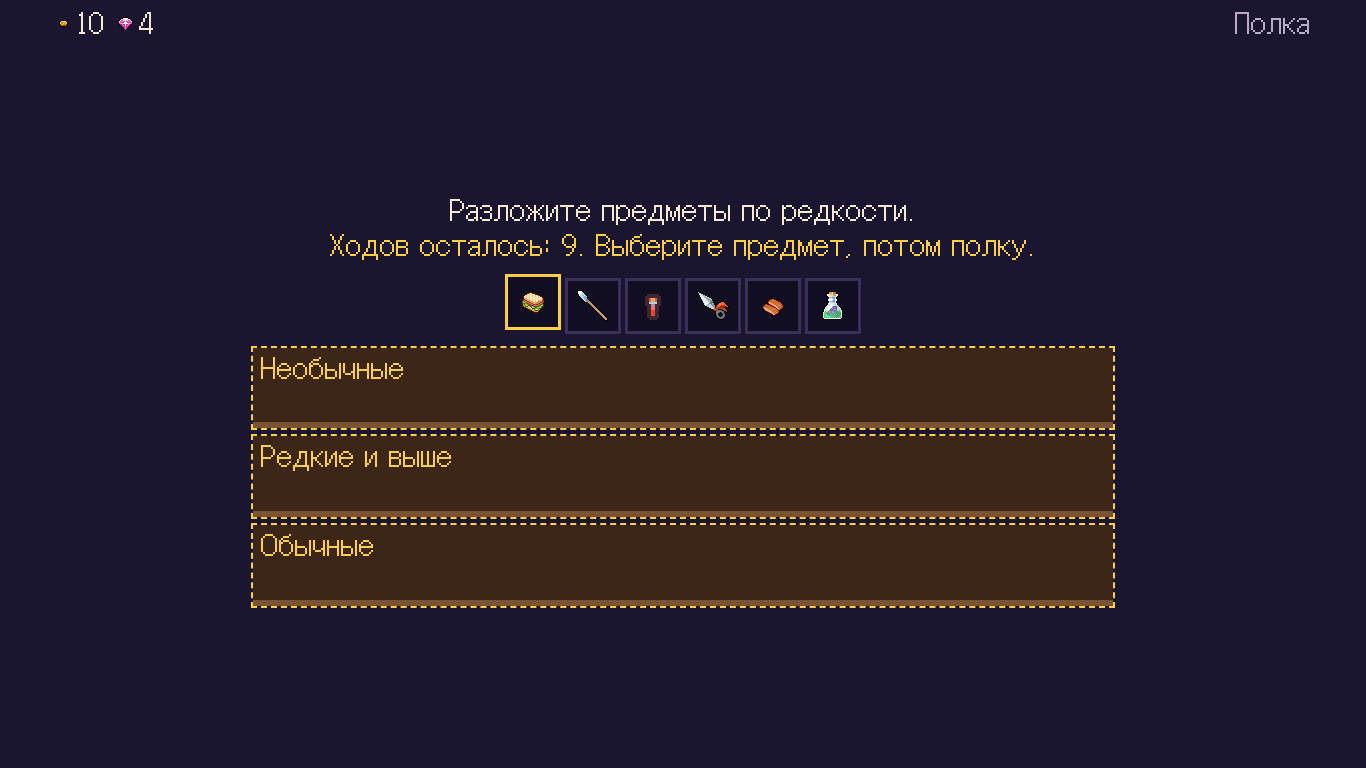 10 4
Полка
Разложите предметы по редкости.
Ходов осталось: 9. Выберите предмет, потом полку.
Необычные
Редкие и выше
Обычные